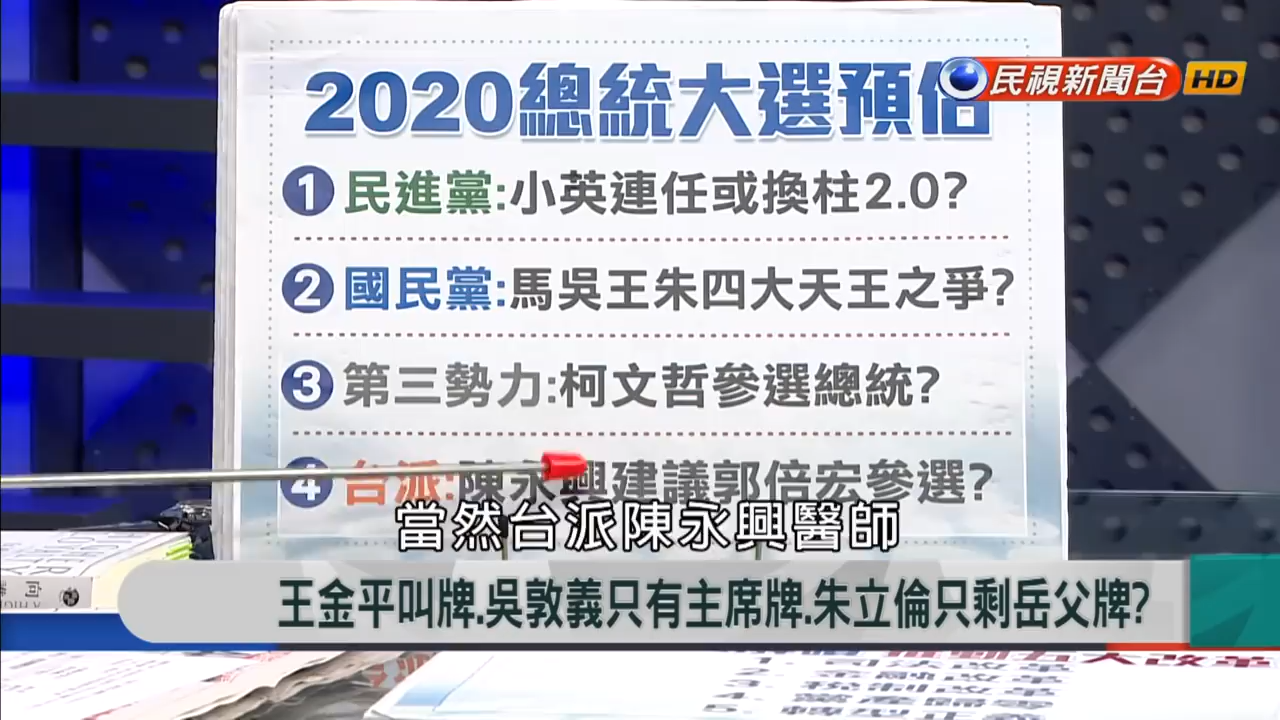 2020總統大選預估
民視新聞台 HD
1 民進黨:小英連任或換柱2.0?
2 國民黨:馬吳王朱四大天王之爭?
3 第三勢力:柯文哲參選總統?
4 台派:陳永興建議郭倍宏參選?
當然台派陳永興醫師
王金平叫牌.吳敦義只有主席牌.朱立倫只剩岳父牌?